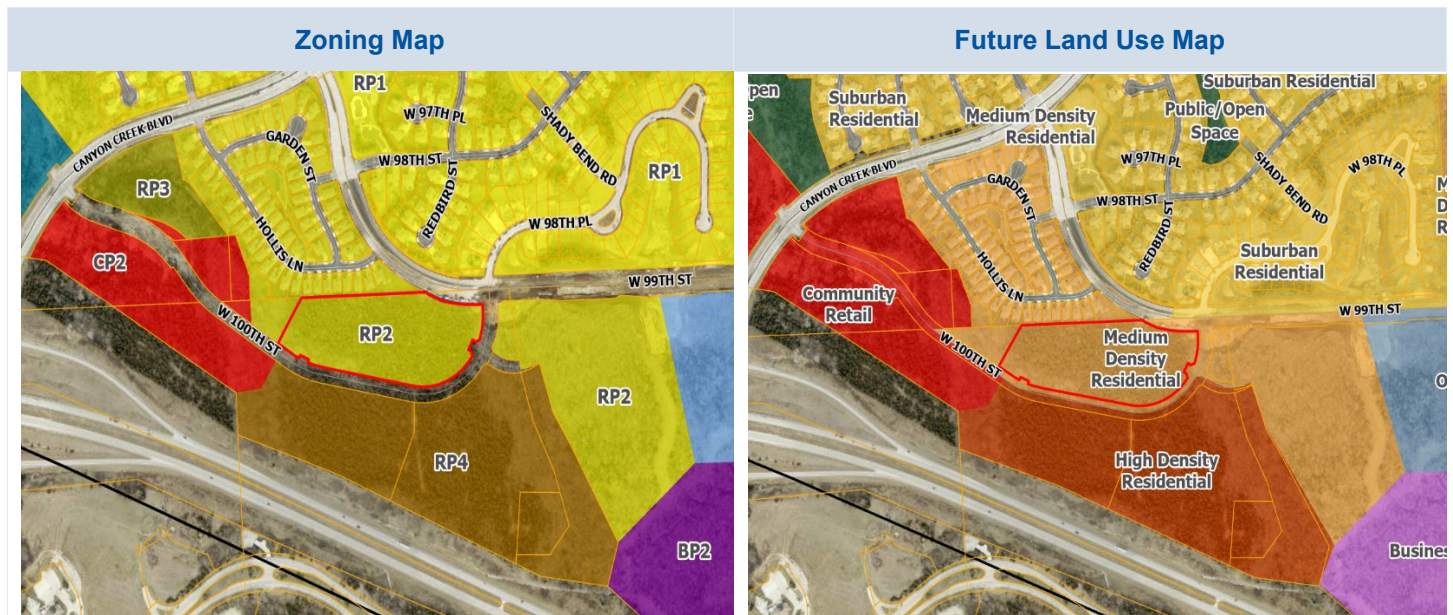 Zoning Map
RP1
W 97TH PL
CANYON CREEK BLVD
GARDEN ST
W 98TH ST
SHADY BEND RD
RP3
RP1
REDBIRD ST
HOLLIS LN
W 98TH PL
CP2
W 99TH ST
W 100TH ST
RP2
RP2
RP4
BP2
Future Land Use Map
Suburban Residential
pen
Suburban
Residential
Public/Open
Space
Medium Density
Residential
W 97TH PL
CANYON CREEK BLVD
GARDEN ST
W 98TH ST
SHADY BEND RD
W 98TH PL
M
D
R
REDBIRD ST
HOLLIS LN
Suburban
Residential
Community
Retail
W 99TH ST
W 100TH ST
Medium
Density
Residential
O
High Density
Residential
Busines